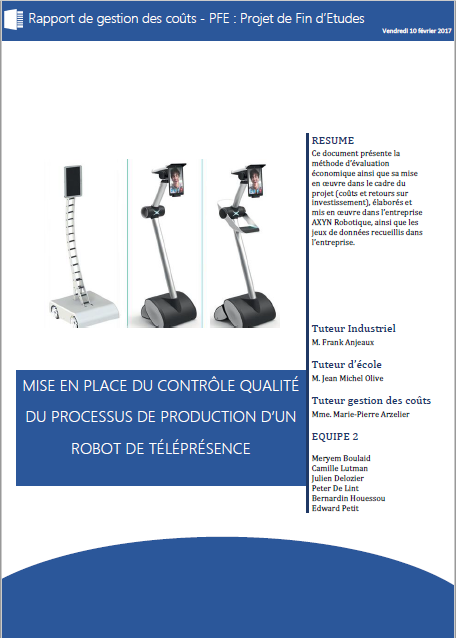 Rapport de gestion des coûts - PFE : Projet de Fin d'Etudes
Vendredi 10 février 2017
RESUME
Ce document présente la
méthode d'évaluation
économique ainsi que sa mise
en œuvre dans le cadre du
projet (coûts et retours sur
investissement), élaborés et
mis en œuvre dans l'entreprise
AXYN Robotique, ainsi que les
jeux de données recueillis dans
l'entreprise.
Tuteur Industriel
M. Frank Anjeaux
Tuteur d'école
M. Jean Michel Olive
Tuteur gestion des coûts
Mme. Marie-Pierre Arzelier
EQUIPE 2
Meryem Boulaid
Camille Lutman
Julien Delozier
Peter De Lint
Bernardin Houessou
Edward Petit
MISE EN PLACE DU CONTRÔLE QUALITÉ
DU PROCESSUS DE PRODUCTION D'UN
ROBOT DE TÉLÉPRÉSENCE